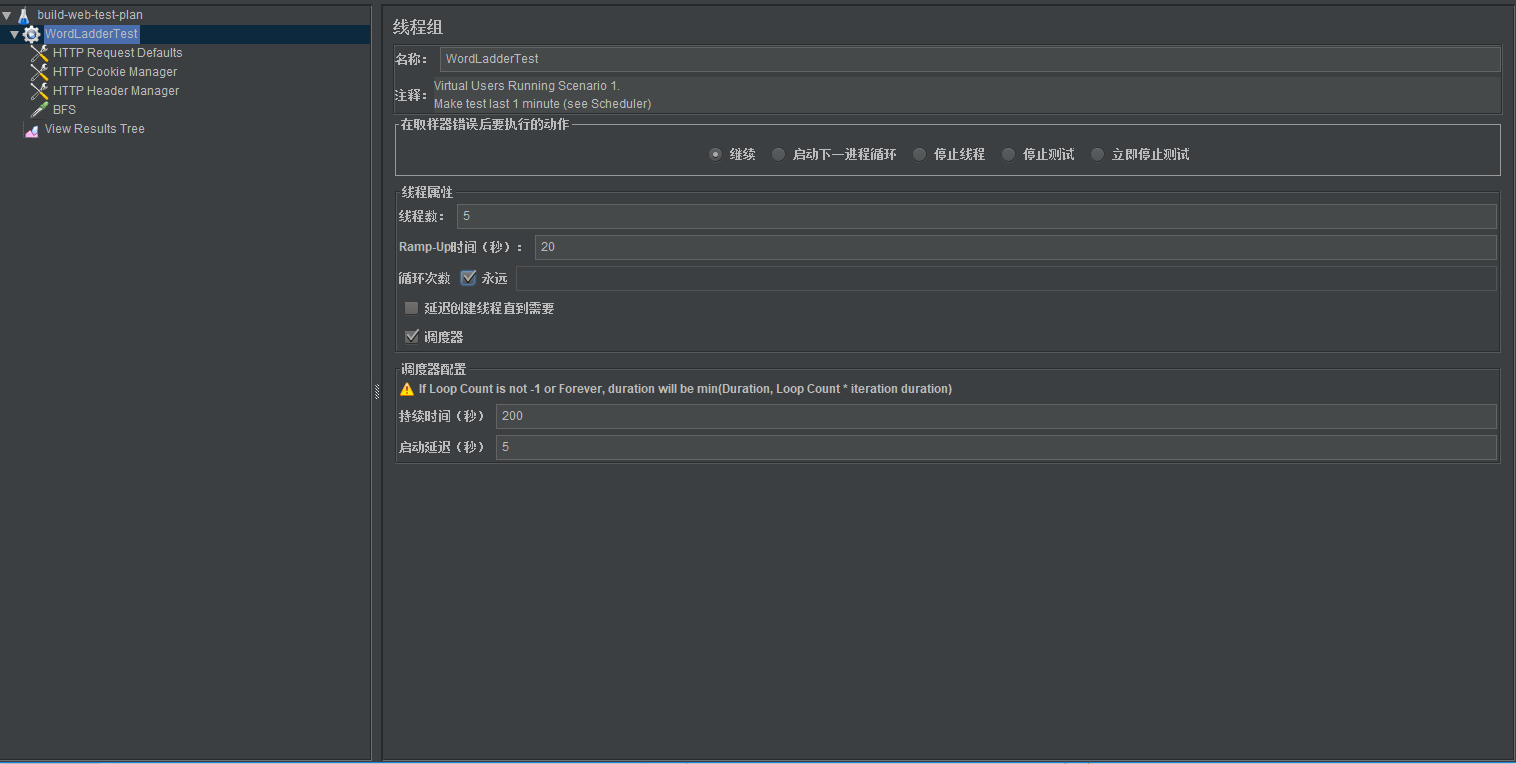 build-web-test-plan
WordLadderTest
HTTP Request Defaults
HTTP Cookie Manager
HTTP Header Manager
BFS
View Results Tree
线程组
名称： WordLadderTest
注释： Virtual Users Running Scenario 1.
Make test last 1 minute (see Scheduler)
在取样器错误后要执行的动作
继续 启动下一进程循环 停止线程 停止测试 立即停止测试
线程属性
线程数： 5
Ramp-Up时间（秒）： 20
循环次数 永远
延迟创建线程直到需要
调度器
调度器配置
If Loop Count is not -1 or Forever, duration will be min(Duration, Loop Count * iteration duration)
持续时间（秒） 200
启动延迟（秒） 5